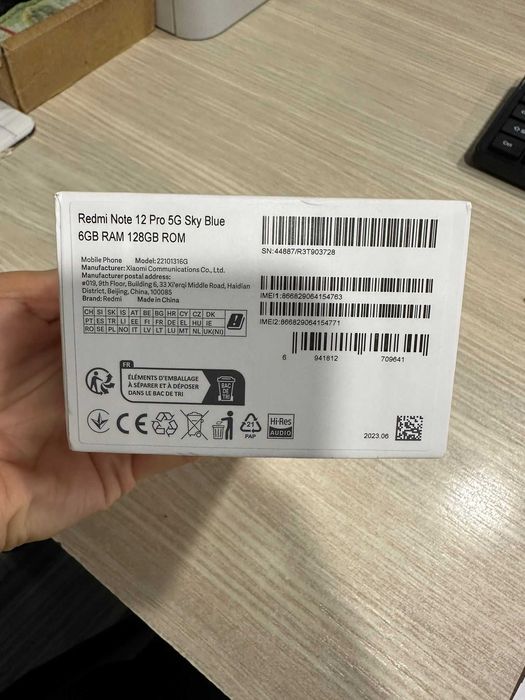 Redmi Note 12 Pro 5G Sky Blue
6GB RAM 128GB ROM
Mobile Phone Model:22101316G
Manufacturer: Xiaomi Communications Co., Ltd.
Manufacturer postal address:
#019, 9th Floor, Building 6, 33 Xi'erqi Middle Road, Haidian
District, Beijing, China, 100085
Brand: Redmi Made in China
CH SI SK IS AT BE BG HR CY CZ DK
PT ES TR LI EE FI FR DE EL HU IE
RO SE PL NO IT LV LT LU MT NL UK(NI)
SN:44887/R3T903728
IMEI1:866829064154763
IMEI2:866829064154771
6 941812 709641
FR
ÉLÉMENTS D'EMBALLAGE
À SÉPARER ET À DÉPOSER
DANS LE BAC DE TRI
BAC
DE
TRI
CE
21
PAP
Hi-Res
AUDIO
2023.06
Ctrl